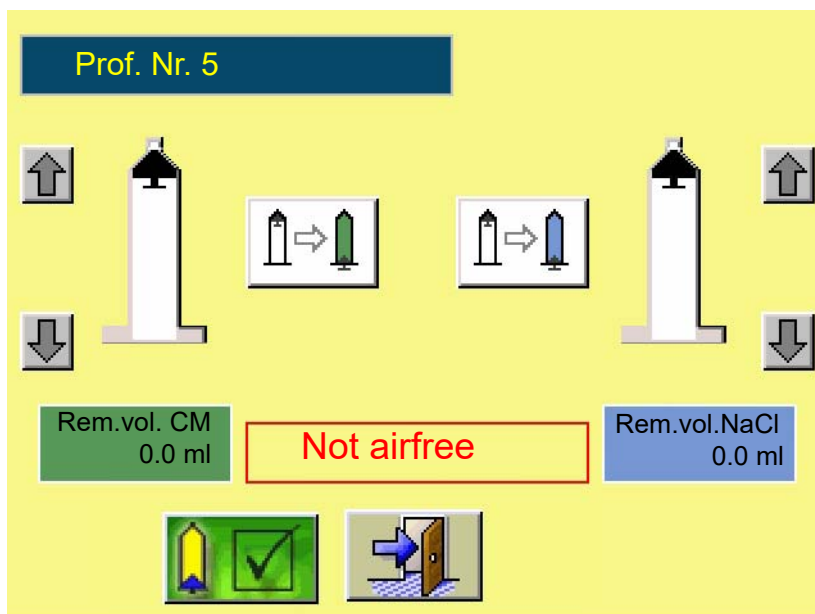 Prof. Nr. 5
Rem.vol. CM
0.0 ml
Not airfree
Rem.vol.NaCl
0.0 ml